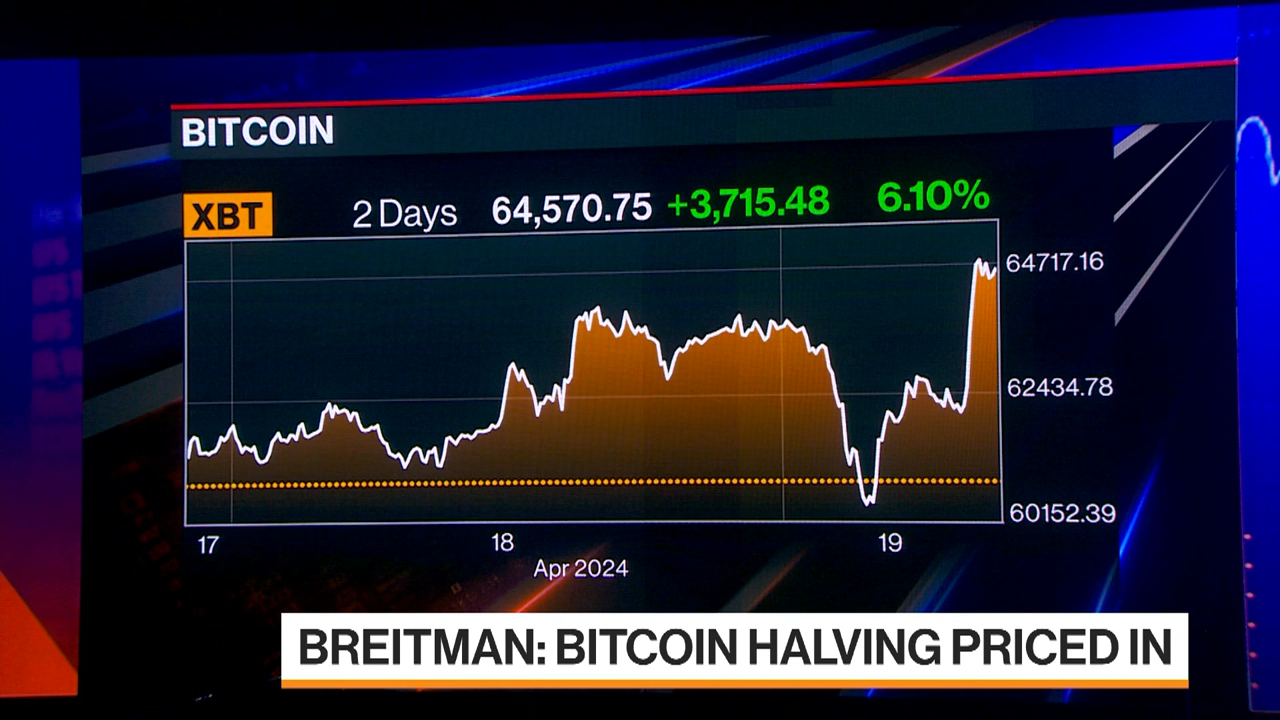 BITCOIN
XBT 2 Days 64,570.75 +3,715.48 6.10%
64717.16
62434.78
60152.39
17 18 19
Apr 2024
BREITMAN: BITCOIN HALVING PRICED IN